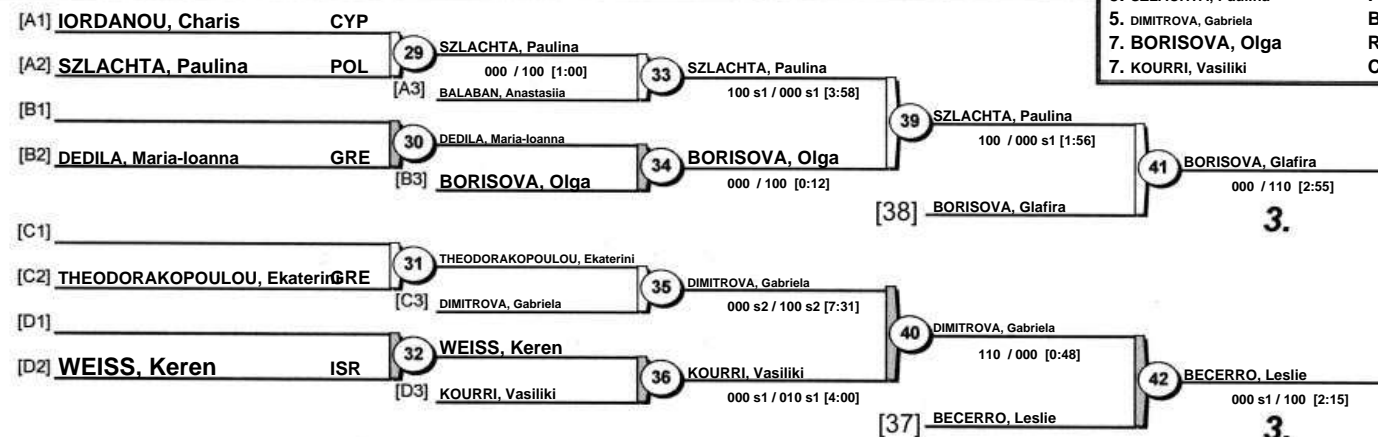 5. DIMITROVA, Gabriela B
7. BORISOVA, Olga R
7. KOURRI, Vasiliki C
[A1] IORDANOU, Charis CYP
[A2] SZLACHTA, Paulina POL
29
SZLACHTA, Paulina
000 / 100 [1:00]
[A3] BALABAN, Anastasiia
33
SZLACHTA, Paulina
100 s1 / 000 s1 [3:58]
[B1]
[B2] DEDILA, Maria-Ioanna GRE
30
DEDILA, Maria-Ioanna
[B3] BORISOVA, Olga
34
BORISOVA, Olga
000 / 100 [0:12]
39
SZLACHTA, Paulina
100 / 000 s1 [1:56]
[38] BORISOVA, Glafira
41
BORISOVA, Glafira
000 / 110 [2:55]
3.
[C1]
[C2] THEODORAKOPOULOU, Ekaterini GRE
31
THEODORAKOPOULOU, Ekaterini
[C3] DIMITROVA, Gabriela
35
DIMITROVA, Gabriela
000 s2 / 100 s2 [7:31]
[D1]
[D2] WEISS, Keren ISR
32
WEISS, Keren
[D3] KOURRI, Vasiliki
36
KOURRI, Vasiliki
000 s1 / 010 s1 [4:00]
40
DIMITROVA, Gabriela
110 / 000 [0:48]
[37] BECERRO, Leslie
42
BECERRO, Leslie
000 s1 / 100 [2:15]
3.